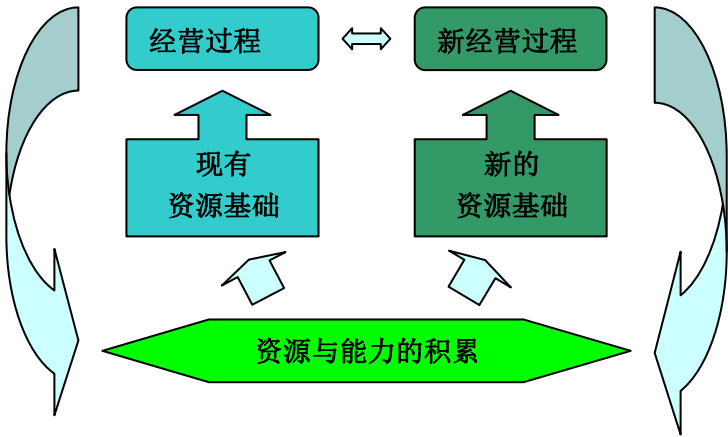 经营过程
新经营过程
现有
资源基础
新的
资源基础
资源与能力的积累